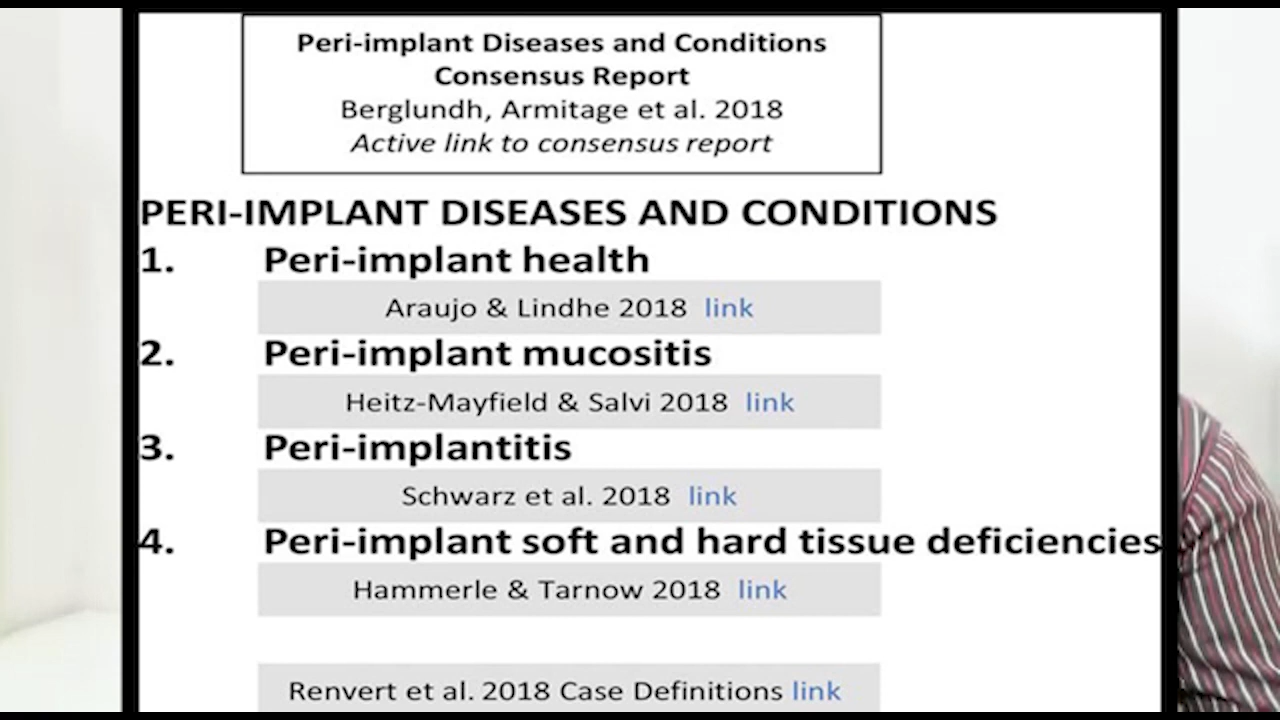 Peri-implant Diseases and Conditions
Consensus Report
Berglundh, Armitage et al. 2018
Active link to consensus report
PERI-IMPLANT DISEASES AND CONDITIONS
1. Peri-implant health
Araujo & Lindhe 2018 link
2. Peri-implant mucositis
Heitz-Mayfield & Salvi 2018 link
3. Peri-implantitis
Schwarz et al. 2018 link
4. Peri-implant soft and hard tissue deficiencies
Hammerle & Tarnow 2018 link
Renvert et al. 2018 Case Definitions link